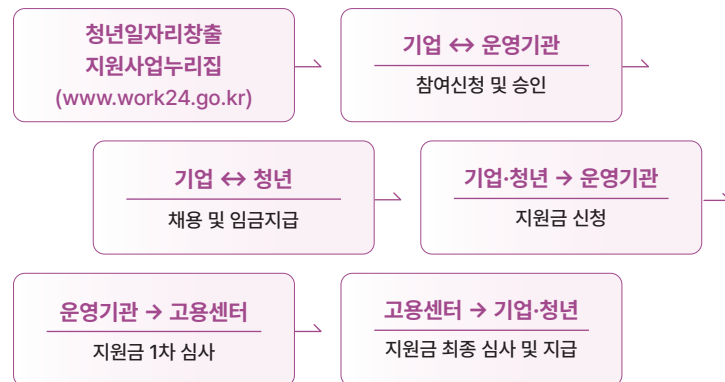 청년일자리창출
지원사업누리집
(www.work24.go.kr)
기업 ↔ 운영기관
참여신청 및 승인
기업 ↔ 청년
채용 및 임금지급
기업·청년 → 운영기관
지원금 신청
운영기관 → 고용센터
지원금 1차 심사
고용센터 → 기업·청년
지원금 최종 심사 및 지급